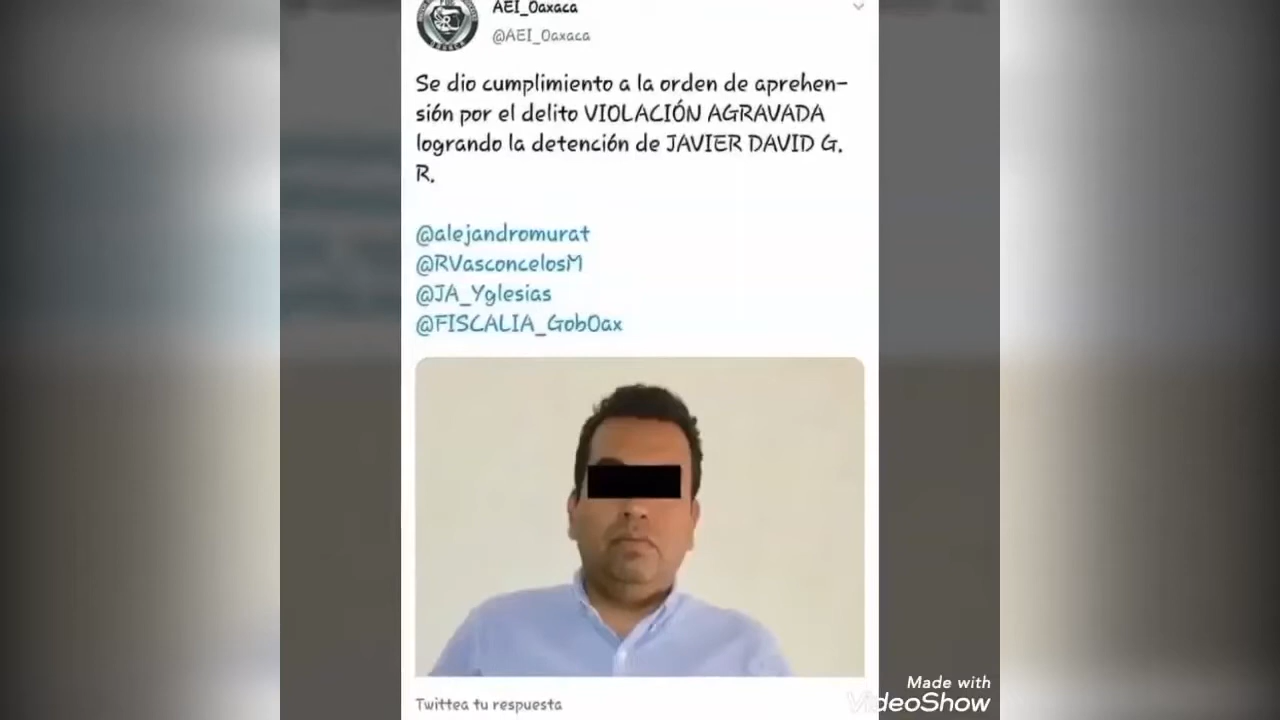 AEI_Oaxaca
@AEI_Oaxaca
Se dio cumplimiento a la orden de aprehen-
sión por el delito VIOLACIÓN AGRAVADA
logrando la detención de JAVIER DAVID G.
R.
@alejandromurat
@RVasconcelosM
@JA_Yglesias
@FISCALIA_GobOax
Twittea tu respuesta
Made with
VideoShow